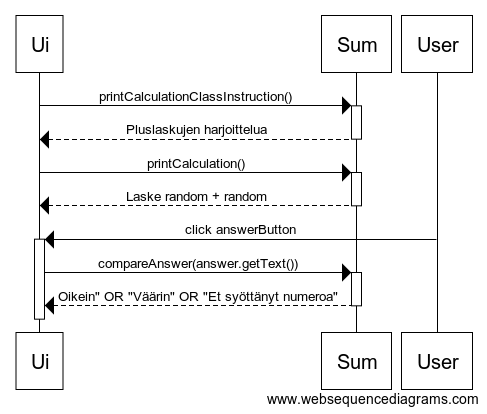 Ui Sum User
printCalculationClassInstruction()
Pluslaskujen harjoittelua
printCalculation()
Laske random + random
click answerButton
compareAnswer(answer.getText())
Oikein" OR "Väärin" OR "Et syöttänyt numeroa"
Ui Sum User
www.websequencediagrams.com